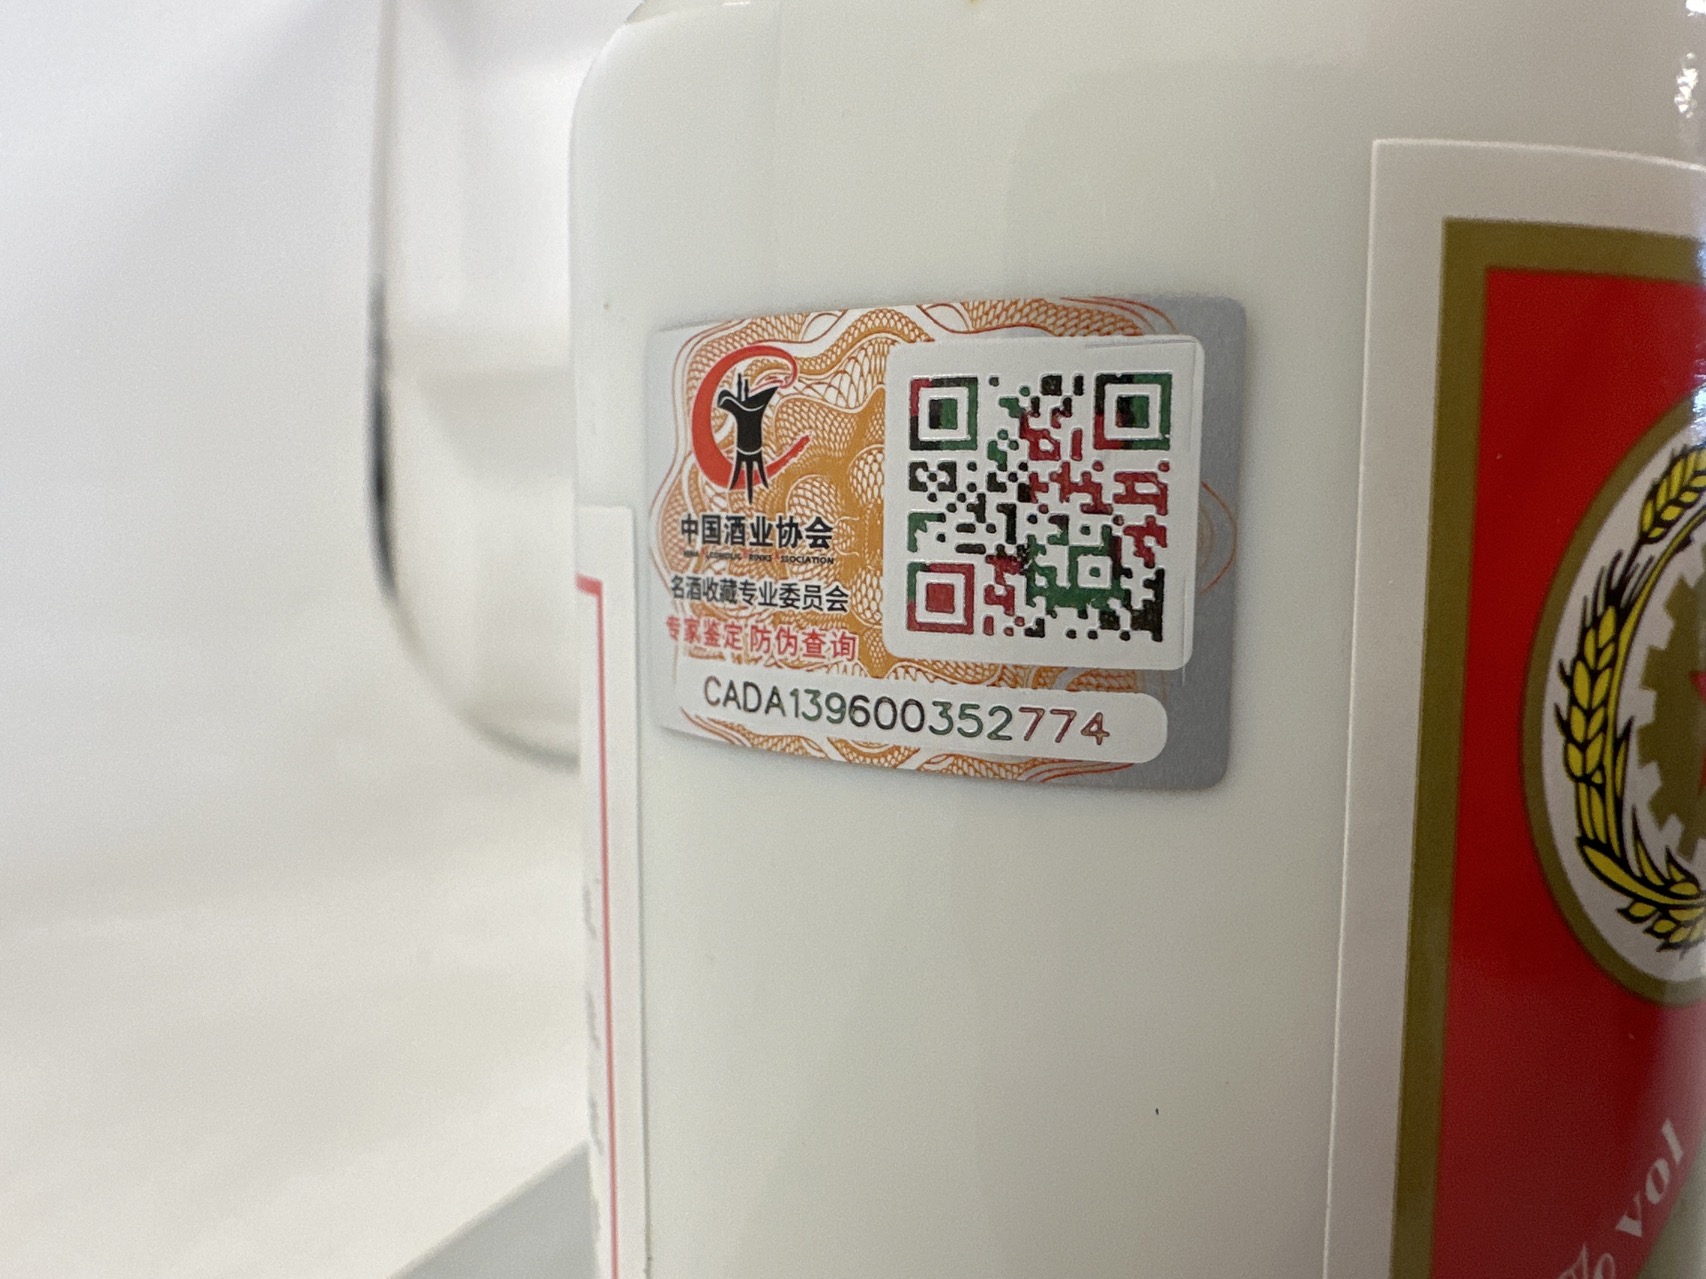 中国酒业协会
名酒收藏专业委员会
专家鉴定 防伪查询
CADA139600352774
% vol